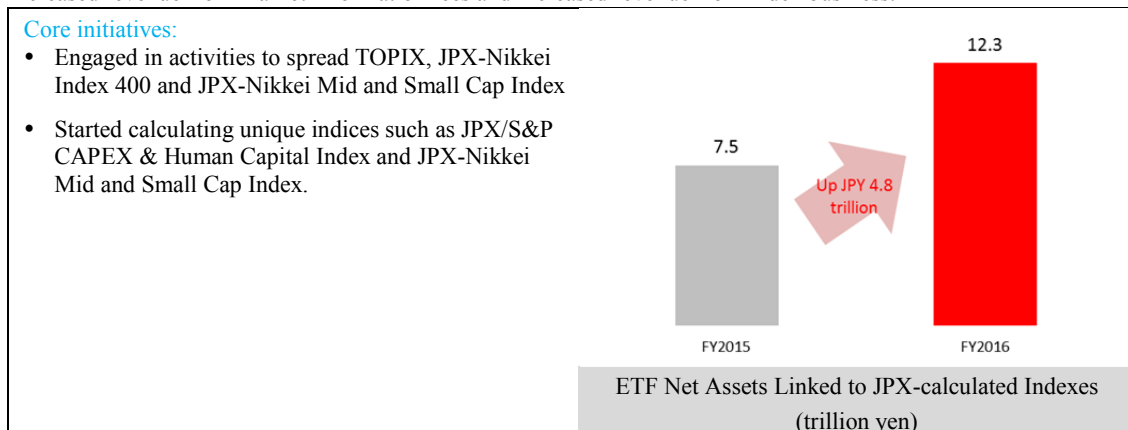 Core initiatives:
• Engaged in activities to spread TOPIX, JPX-Nikkei
Index 400 and JPX-Nikkei Mid and Small Cap Index
• Started calculating unique indices such as JPX/S&P
CAPEX & Human Capital Index and JPX-Nikkei
Mid and Small Cap Index.
12.3
7.5
Up JPY 4.8
trillion
FY2015
FY2016
ETF Net Assets Linked to JPX-calculated Indexes
(trillion yen)